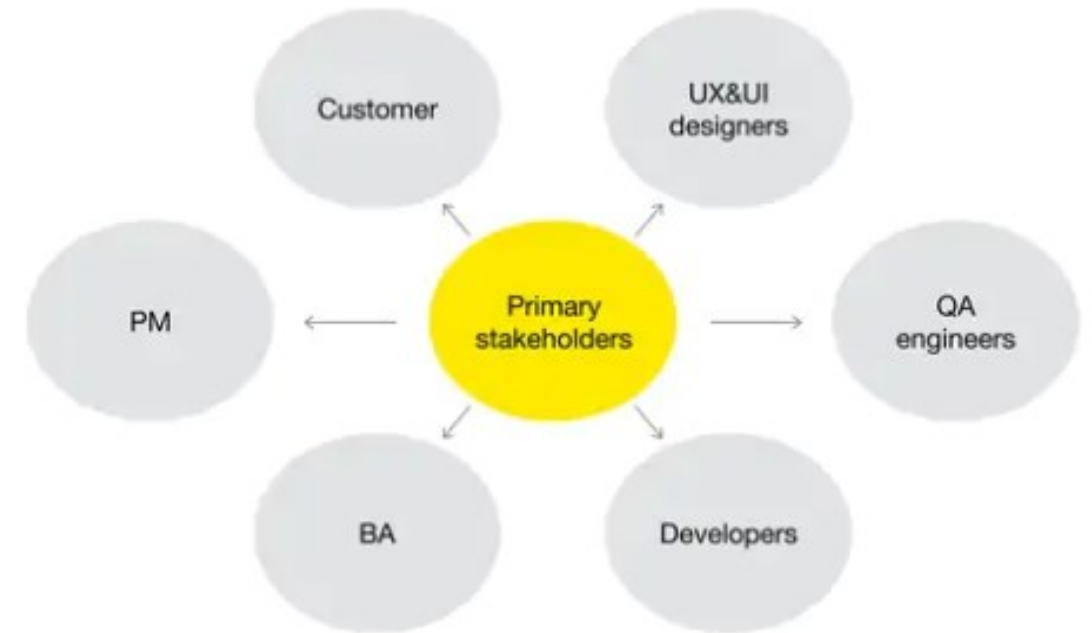 Customer
UX&UI
designers
PM
Primary
stakeholders
QA
engineers
BA
Developers